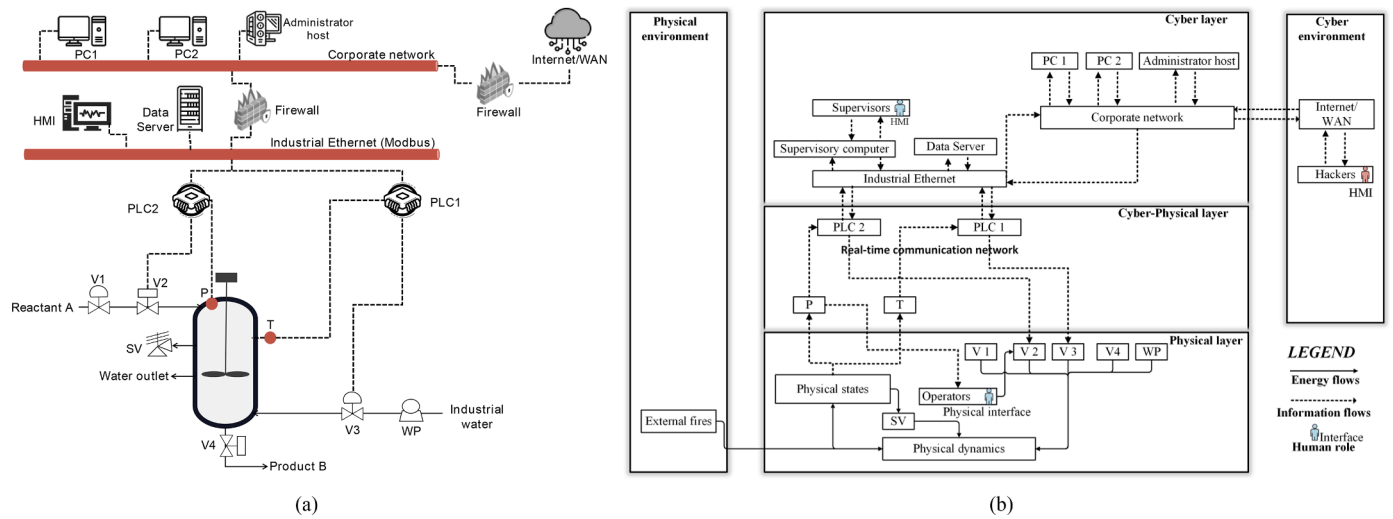 Administrator
host
PC1
PC2
Corporate network
Internet/WAN
HMI
Data
Server
Firewall
Firewall
Industrial Ethernet (Modbus)
PLC2
PLC1
V1
V2
P
Reactant A
T
SV
Water outlet
V3
WP
Industrial
water
V4
Product B
(a)
Physical
environment
Cyber layer
Cyber
environment
PC 1
PC 2
Administrator host
Supervisors
HMI
Corporate network
Internet/
WAN
Supervisory computer
Data Server
Industrial Ethernet
Hackers
HMI
Cyber-Physical layer
PLC 2
PLC 1
Real-time communication network
P
T
Physical layer
V 1
V 2
V 3
V4
WP
Physical states
Operators
Physical interface
External fires
SV
Physical dynamics
LEGEND
Energy flows
Information flows
Interface
Human role
(b)